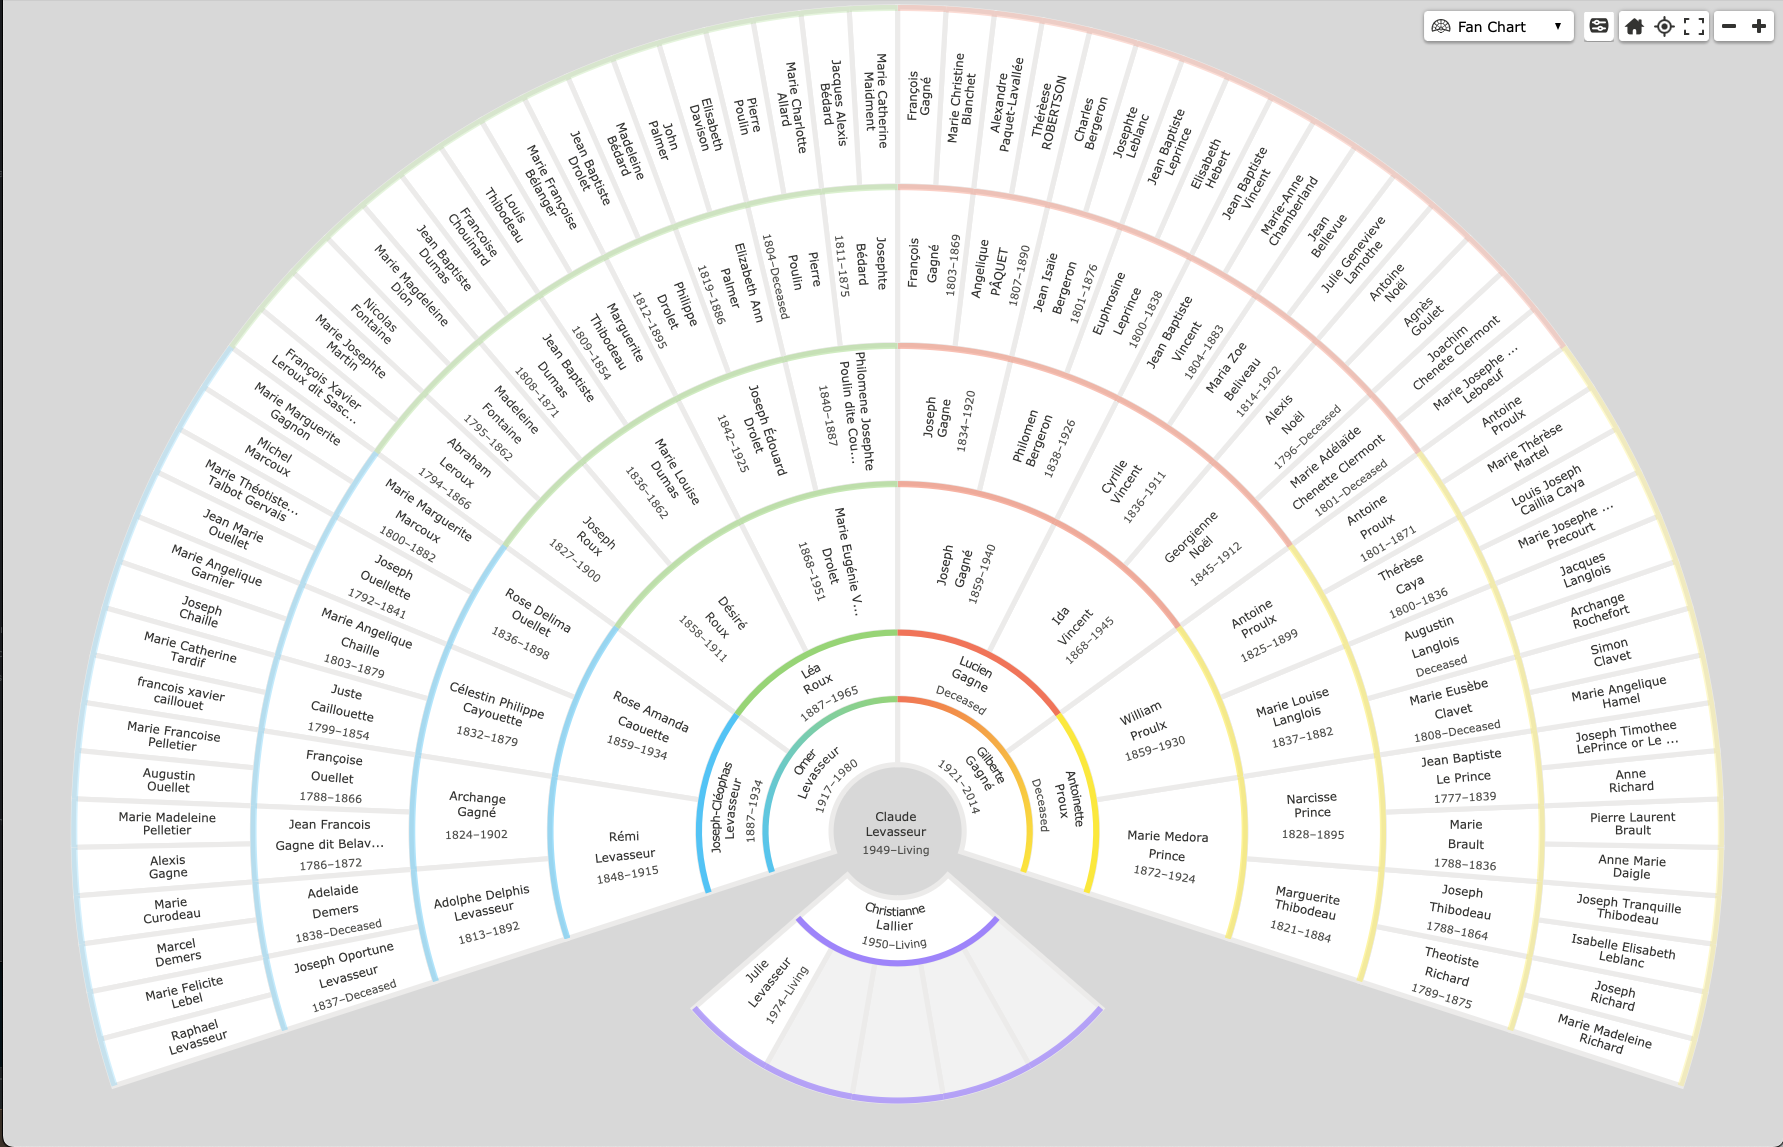 Fan Chart
Claude
Levasseur
1949–Living
Omer
Levasseur
1917–1980
Gilberte
Gagné
1921–2014
Joseph-Cléophas
Levasseur
1887–1934
Léa
Roux
1887–1965
Lucien
Gagne
Deceased
Antoinette
Proux
Deceased
Rémi
Levasseur
1848–1915
Rose Amanda
Caouette
1859–1934
Désiré
Roux
1858–1911
Marie Eugénie V...
Drolet
1868–1951
Joseph
Gagné
1859–1940
Ida
Vincent
1868–1945
William
Proulx
1859–1930
Marie Medora
Prince
1872–1924
Adolphe Delphis
Levasseur
1813–1892
Archange
Gagné
1824–1902
Célestin Philippe
Cayouette
1832–1879
Rose Delima
Ouellet
1836–1898
Joseph
Roux
1827–1900
Marie Louise
Dumas
1836–1862
Joseph Édouard
Drolet
1842–1925
Philomene Josephte
Poulin dite Cou...
1840–1887
Joseph
Gagne
1834–1920
Philomen
Bergeron
1838–1926
Cyrille
Vincent
1836–1911
Georgienne
Noël
1845–1912
Antoine
Proulx
1825–1899
Marie Louise
Langlois
1837–1882
Narcisse
Prince
1828–1895
Marguerite
Thibodeau
1821–1884
Joseph Oportune
Levasseur
1837–Deceased
Adelaide
Demers
1838–Deceased
Jean Francois
Gagne dit Belav...
1786–1872
Françoise
Ouellet
1788–1866
Juste
Caillouette
1799–1854
Marie Angelique
Chaille
1803–1879
Joseph
Ouellette
1792–1841
Marie Marguerite
Marcoux
1800–1882
Abraham
Leroux
1794–1866
Madeleine
Fontaine
1795–1862
Jean Baptiste
Dumas
1808–1871
Marguerite
Thibodeau
1809–1854
Philippe
Drolet
1812–1895
Elizabeth Ann
Palmer
1819–1886
Pierre
Poulin
1804–Deceased
Josephte
Bédard
1811–1875
François
Gagné
1803–1869
Angelique
PÂQUET
1807–1890
Jean Isaïe
Bergeron
1801–1876
Euphrosine
Leprince
1800–1838
Jean Baptiste
Vincent
1804–1883
Maria Zoe
Beliveau
1814–1902
Alexis
Noël
1796–Deceased
Marie Adélaide
Chenette Clermont
1801–Deceased
Antoine
Proulx
1801–1871
Thérèse
Caya
1800–1836
Augustin
Langlois
Deceased
Marie Eusèbe
Clavet
1808–Deceased
Jean Baptiste
Le Prince
1777–1839
Marie
Brault
1788–1836
Joseph
Thibodeau
1788–1864
Theotiste
Richard
1789–1875
Raphael
Levasseur
Marie Felicite
Lebel
Marcel
Demers
Marie
Curodeau
Alexis
Gagne
Marie Madeleine
Pelletier
Augustin
Ouellet
Marie Francoise
Pelletier
francois xavier
caillouet
Marie Catherine
Tardif
Joseph
Chaille
Marie Angelique
Garnier
Jean Marie
Ouellet
Marie Théotiste...
Talbot Gervais
Michel
Marcoux
Marie Marguerite
Gagnon
François Xavier
Leroux dit Sasc...
Marie Josephte
Martin
Nicolas
Fontaine
Marie Magdeleine
Dion
Jean Baptiste
Dumas
Francoise
Chouinard
Louis
Thibodeau
Marie Françoise
Bélanger
Jean Baptiste
Drolet
Madeleine
Bédard
John
Palmer
Elisabeth
Davison
Pierre
Poulin
Marie Charlotte
Allard
Jacques Alexis
Bédard
Marie Catherine
Maidment
François
Gagné
Marie Christine
Blanchet
Alexandre
Paquet-Lavallée
Thérèese
ROBERTSON
Charles
Bergeron
Josephte
Leblanc
Jean Baptiste
Leprince
Elisabeth
Hebert
Jean Baptiste
Vincent
Marie-Anne
Chamberland
Jean
Bellevue
Julie Genevieve
Lamothe
Antoine
Noël
Agnès
Goulet
Joachim
Chenete Clermont
Marie Josephe ...
Leboeuf
Antoine
Proulx
Marie Thérèse
Martel
Louis Joseph
Caillia Caya
Marie Josephe ...
Precourt
Jacques
Langlois
Archange
Rochefort
Simon
Clavet
Marie Angelique
Hamel
Joseph Timothee
LePrince or Le ...
Anne
Richard
Pierre Laurent
Brault
Anne Marie
Daigle
Joseph Tranquille
Thibodeau
Isabelle Elisabeth
Leblanc
Joseph
Richard
Marie Madeleine
Richard
Christianne
Lallier
1950–Living
Julie
Levasseur
1974–Living